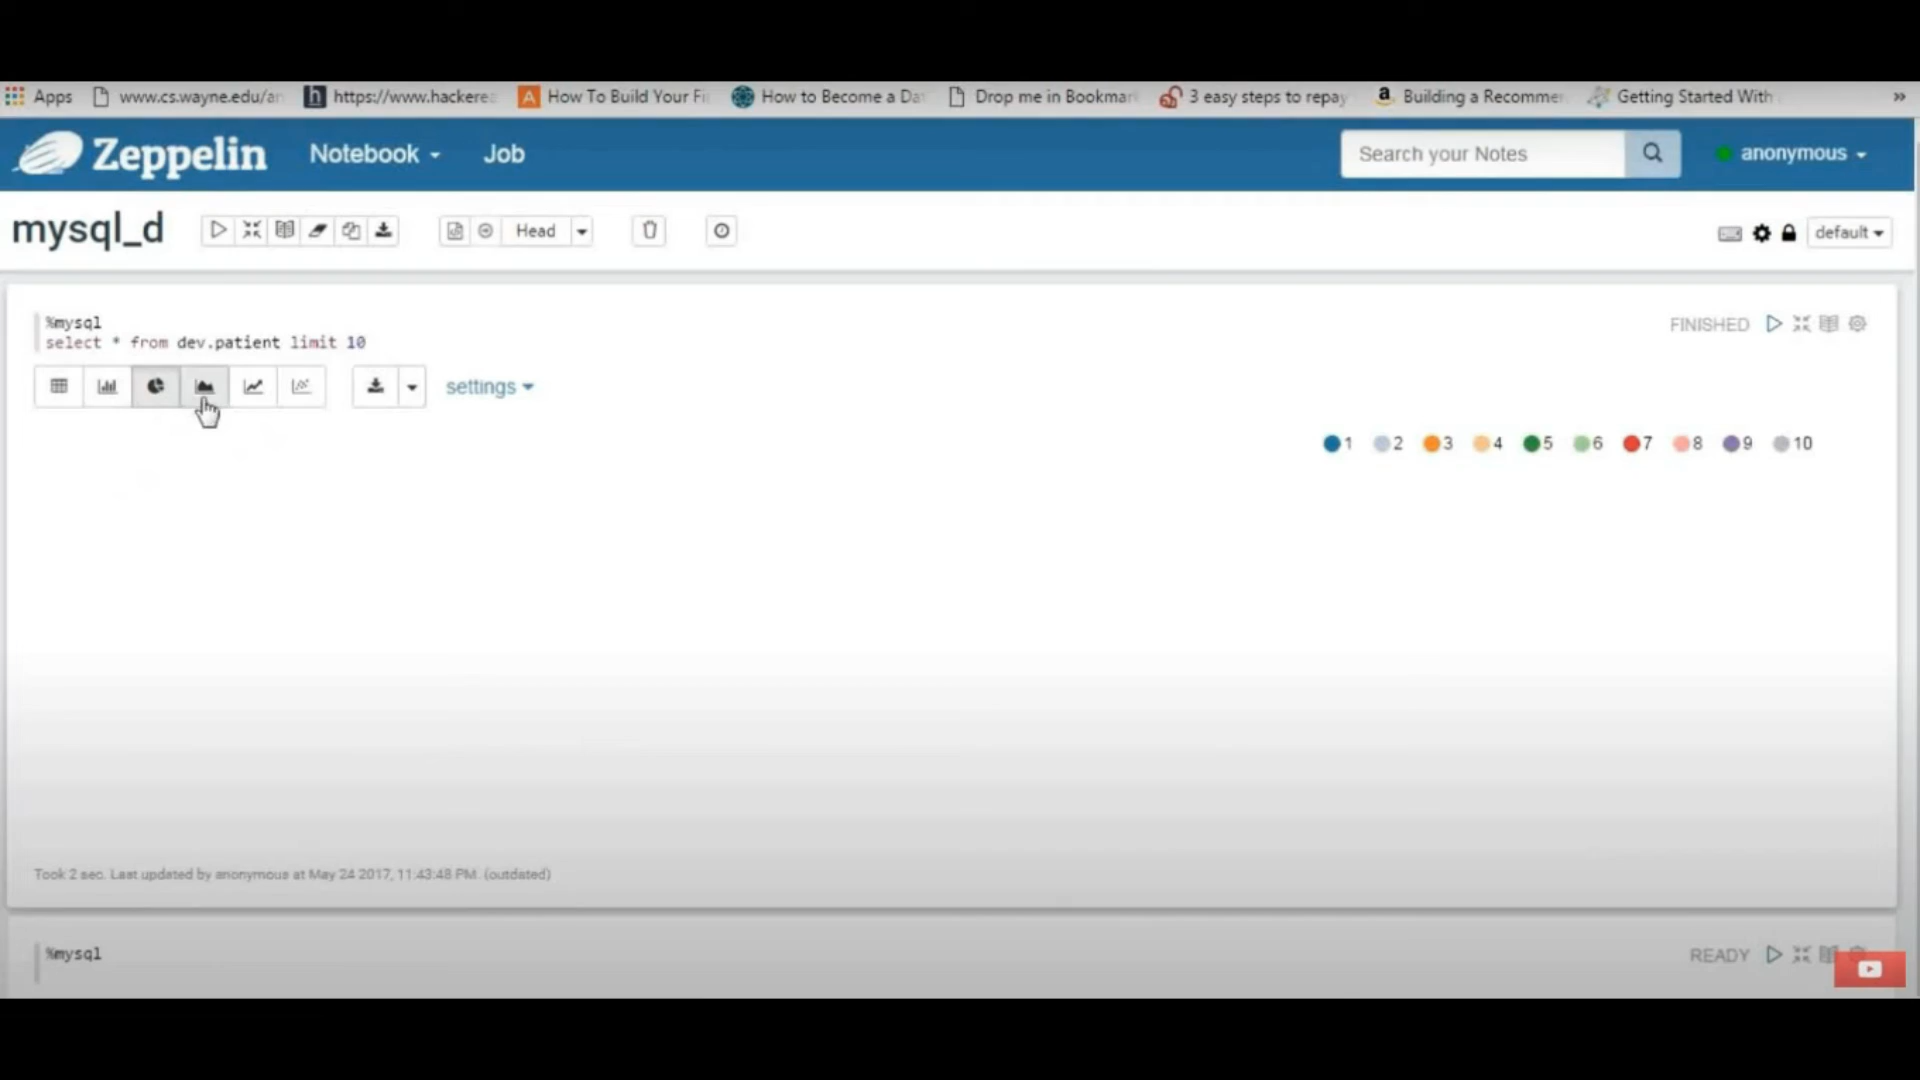 Apps www.cs.wayne.edu/ar https://www.hackerea How To Build Your Fi How to Become a Da Drop me in Bookmar 3 easy steps to repay Building a Recomme Getting Started With »
Zeppelin Notebook Job Search your Notes anonymous
mysql_d Head default
%mysql FINISHED
select * from dev.patient limit 10
settings
1 2 3 4 5 6 7 8 9 10
Took 2 sec. Last updated by anonymous at May 24 2017, 11:43:48 PM. (outdated)
%mysql READY